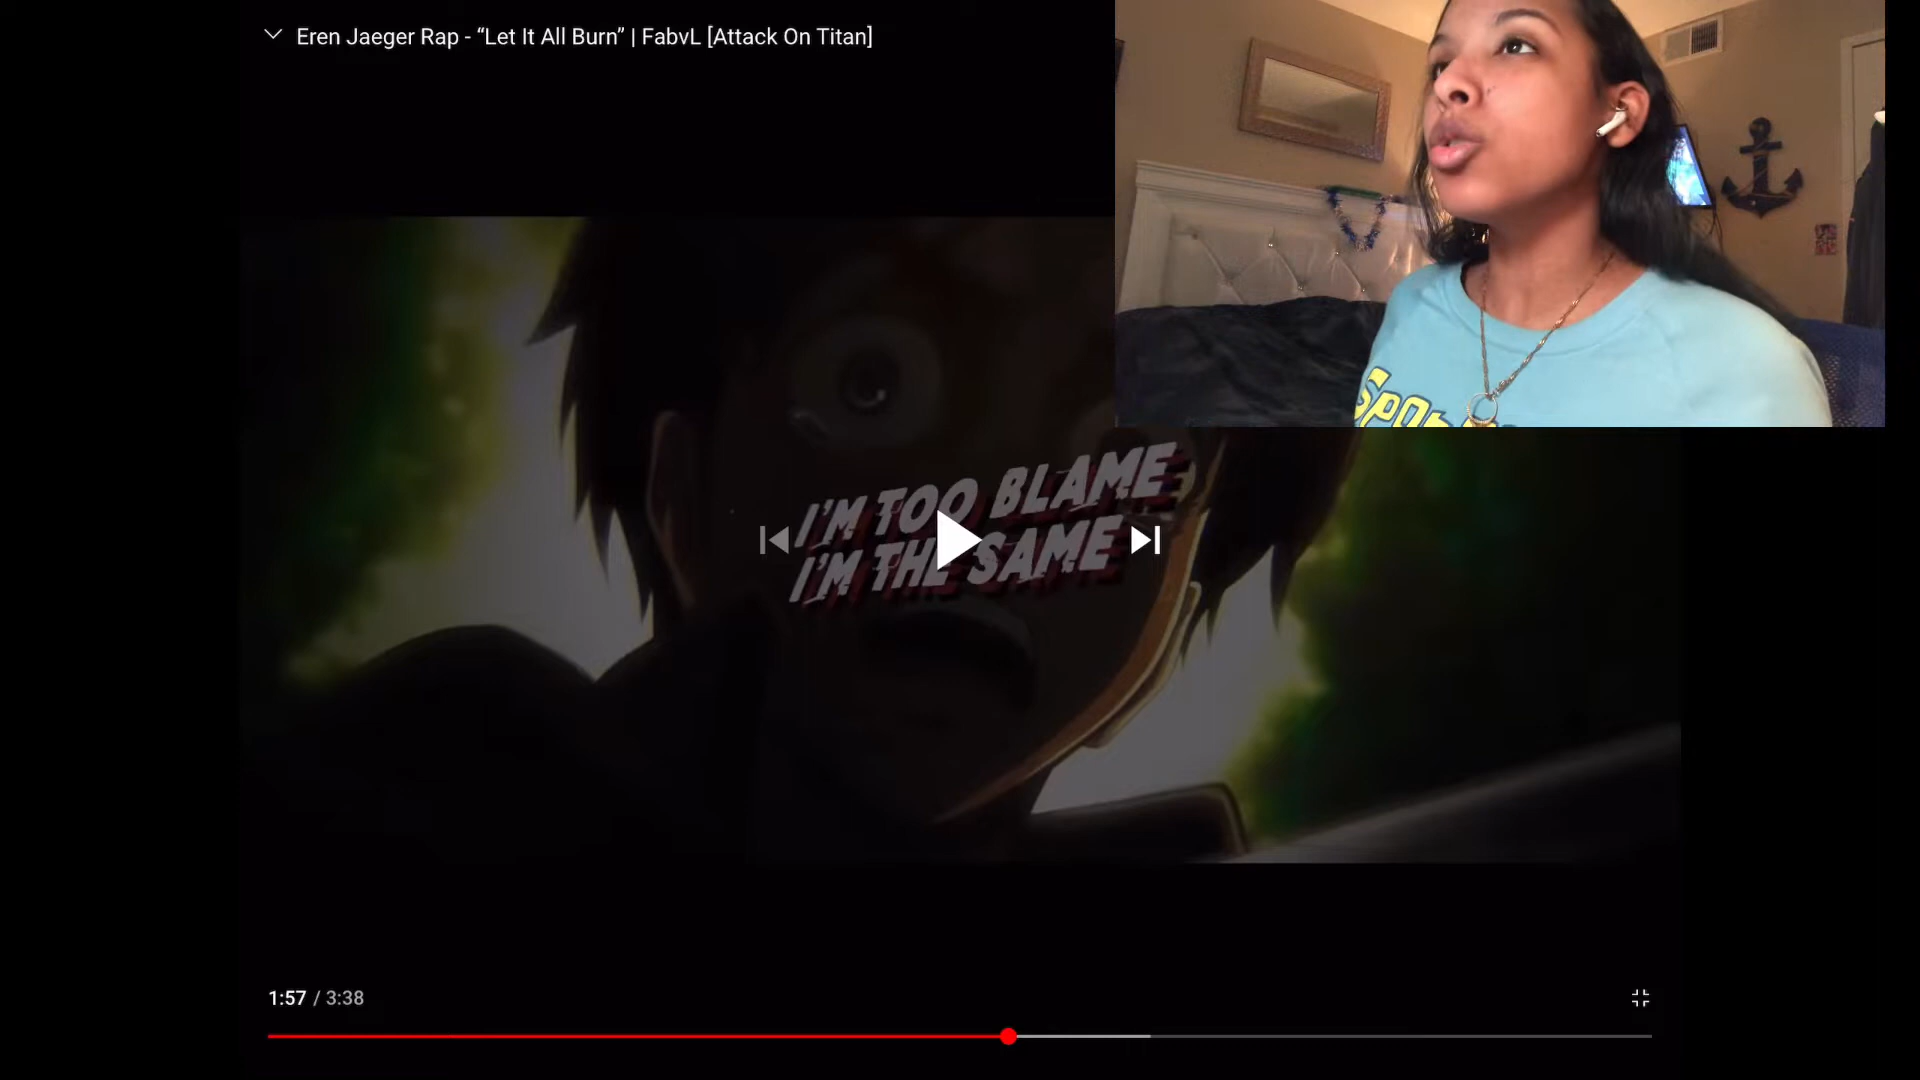 Eren Jaeger Rap - “Let It All Burn” | FabvL [Attack On Titan]
I'M TOO BLAME
I'M THE SAME
1:57 / 3:38